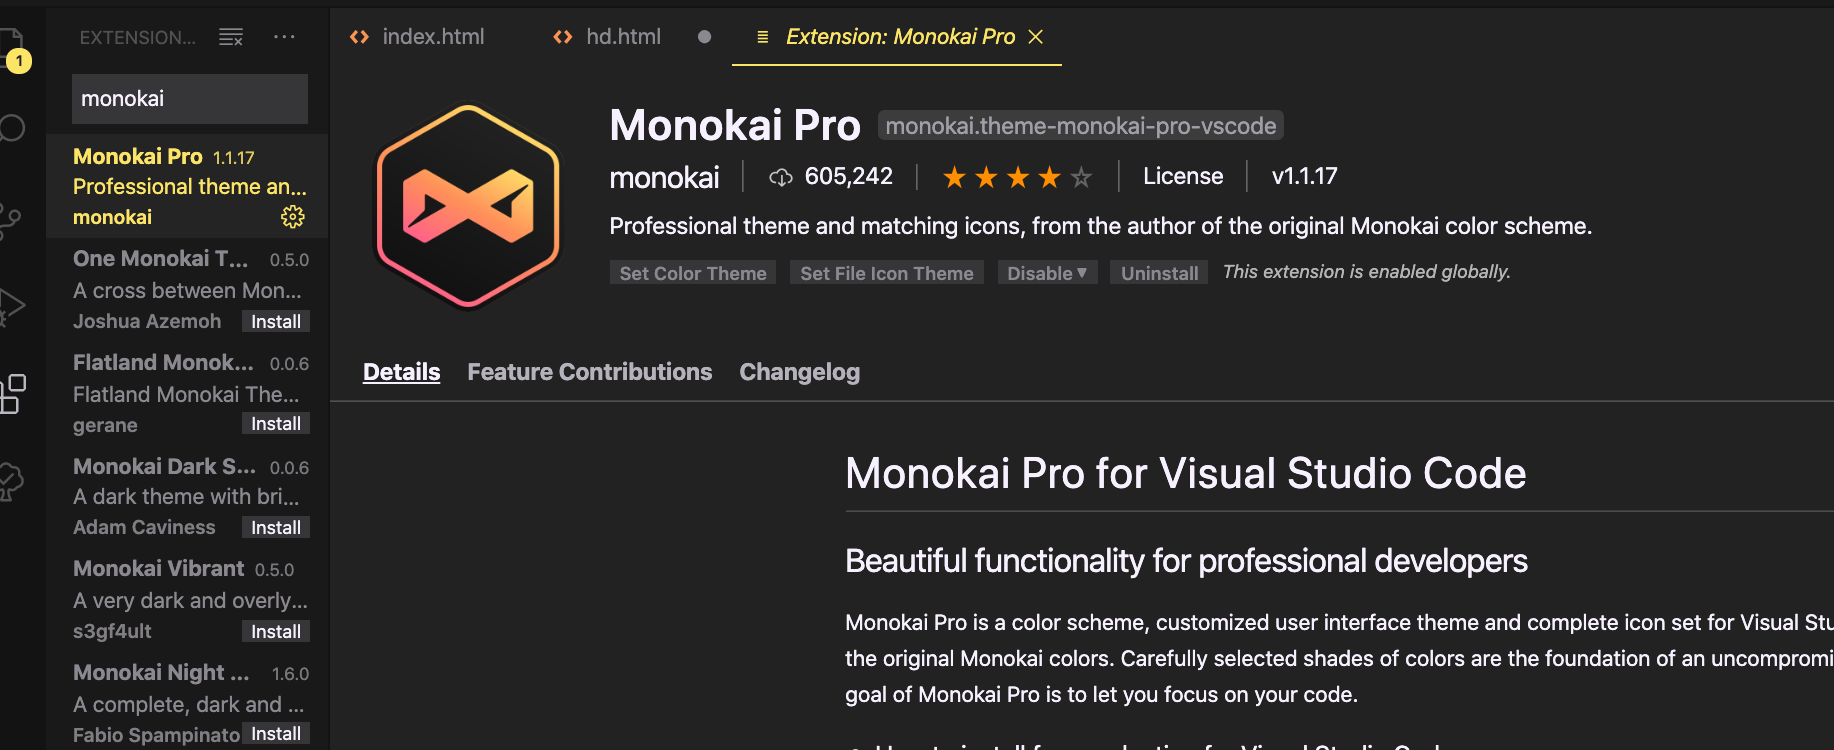 EXTENSION...
1
monokai
Monokai Pro 1.1.17
Professional theme an...
monokai
One Monokai T... 0.5.0
A cross between Mon...
Joshua Azemoh Install
Flatland Monok... 0.0.6
Flatland Monokai The...
gerane Install
Monokai Dark S... 0.0.6
A dark theme with bri...
Adam Caviness Install
Monokai Vibrant 0.5.0
A very dark and overly...
s3gf4ult Install
Monokai Night ... 1.6.0
A complete, dark and ...
Fabio Spampinato Install
index.html hd.html Extension: Monokai Pro
Monokai Pro monokai.theme-monokai-pro-vscode
monokai 605,242 License v1.1.17
Professional theme and matching icons, from the author of the original Monokai color scheme.
Set Color Theme Set File Icon Theme Disable▼ Uninstall This extension is enabled globally.
Details Feature Contributions Changelog
Monokai Pro for Visual Studio Code
Beautiful functionality for professional developers
Monokai Pro is a color scheme, customized user interface theme and complete icon set for Visual Stu
the original Monokai colors. Carefully selected shades of colors are the foundation of an uncompromi
goal of Monokai Pro is to let you focus on your code.